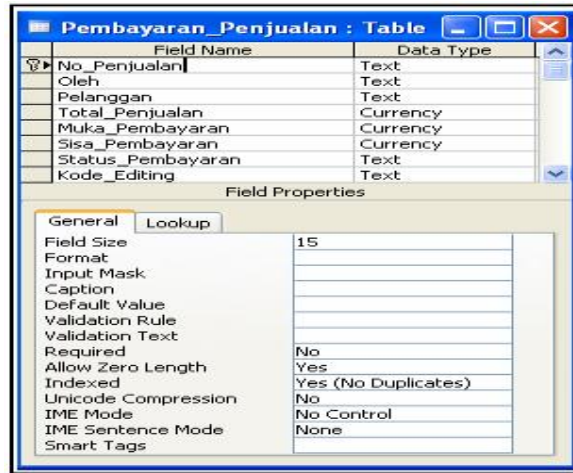 Pembayaran_Penjualan : Table
Field Name Data Type
No_Penjualan Text
Oleh Text
Pelanggan Text
Total_Penjualan Currency
Muka_Pembayaran Currency
Sisa_Pembayaran Currency
Status_Pembayaran Text
Kode_Editing Text
Field Properties
General Lookup
Field Size 15
Format
Input Mask
Caption
Default Value
Validation Rule
Validation Text
Required No
Allow Zero Length Yes
Indexed Yes (No Duplicates)
Unicode Compression No
IME Mode No Control
IME Sentence Mode None
Smart Tags